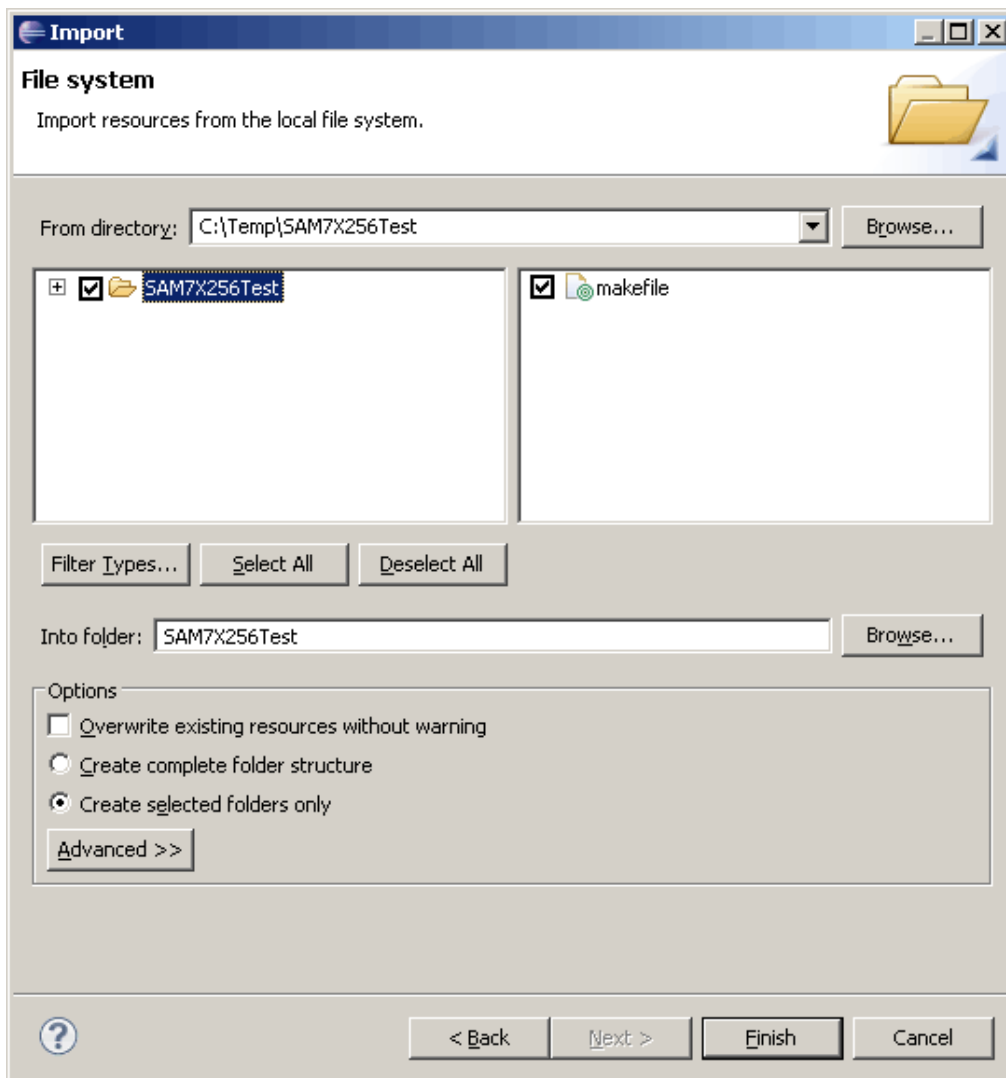 Import
File system
Import resources from the local file system.
From directory: C:\Temp\SAM7X256Test Browse...
SAM7X256Test makefile
Filter Types... Select All Deselect All
Into folder: SAM7X256Test Browse...
Options
Overwrite existing resources without warning
Create complete folder structure
Create selected folders only
Advanced >>
? < Back Next > Finish Cancel